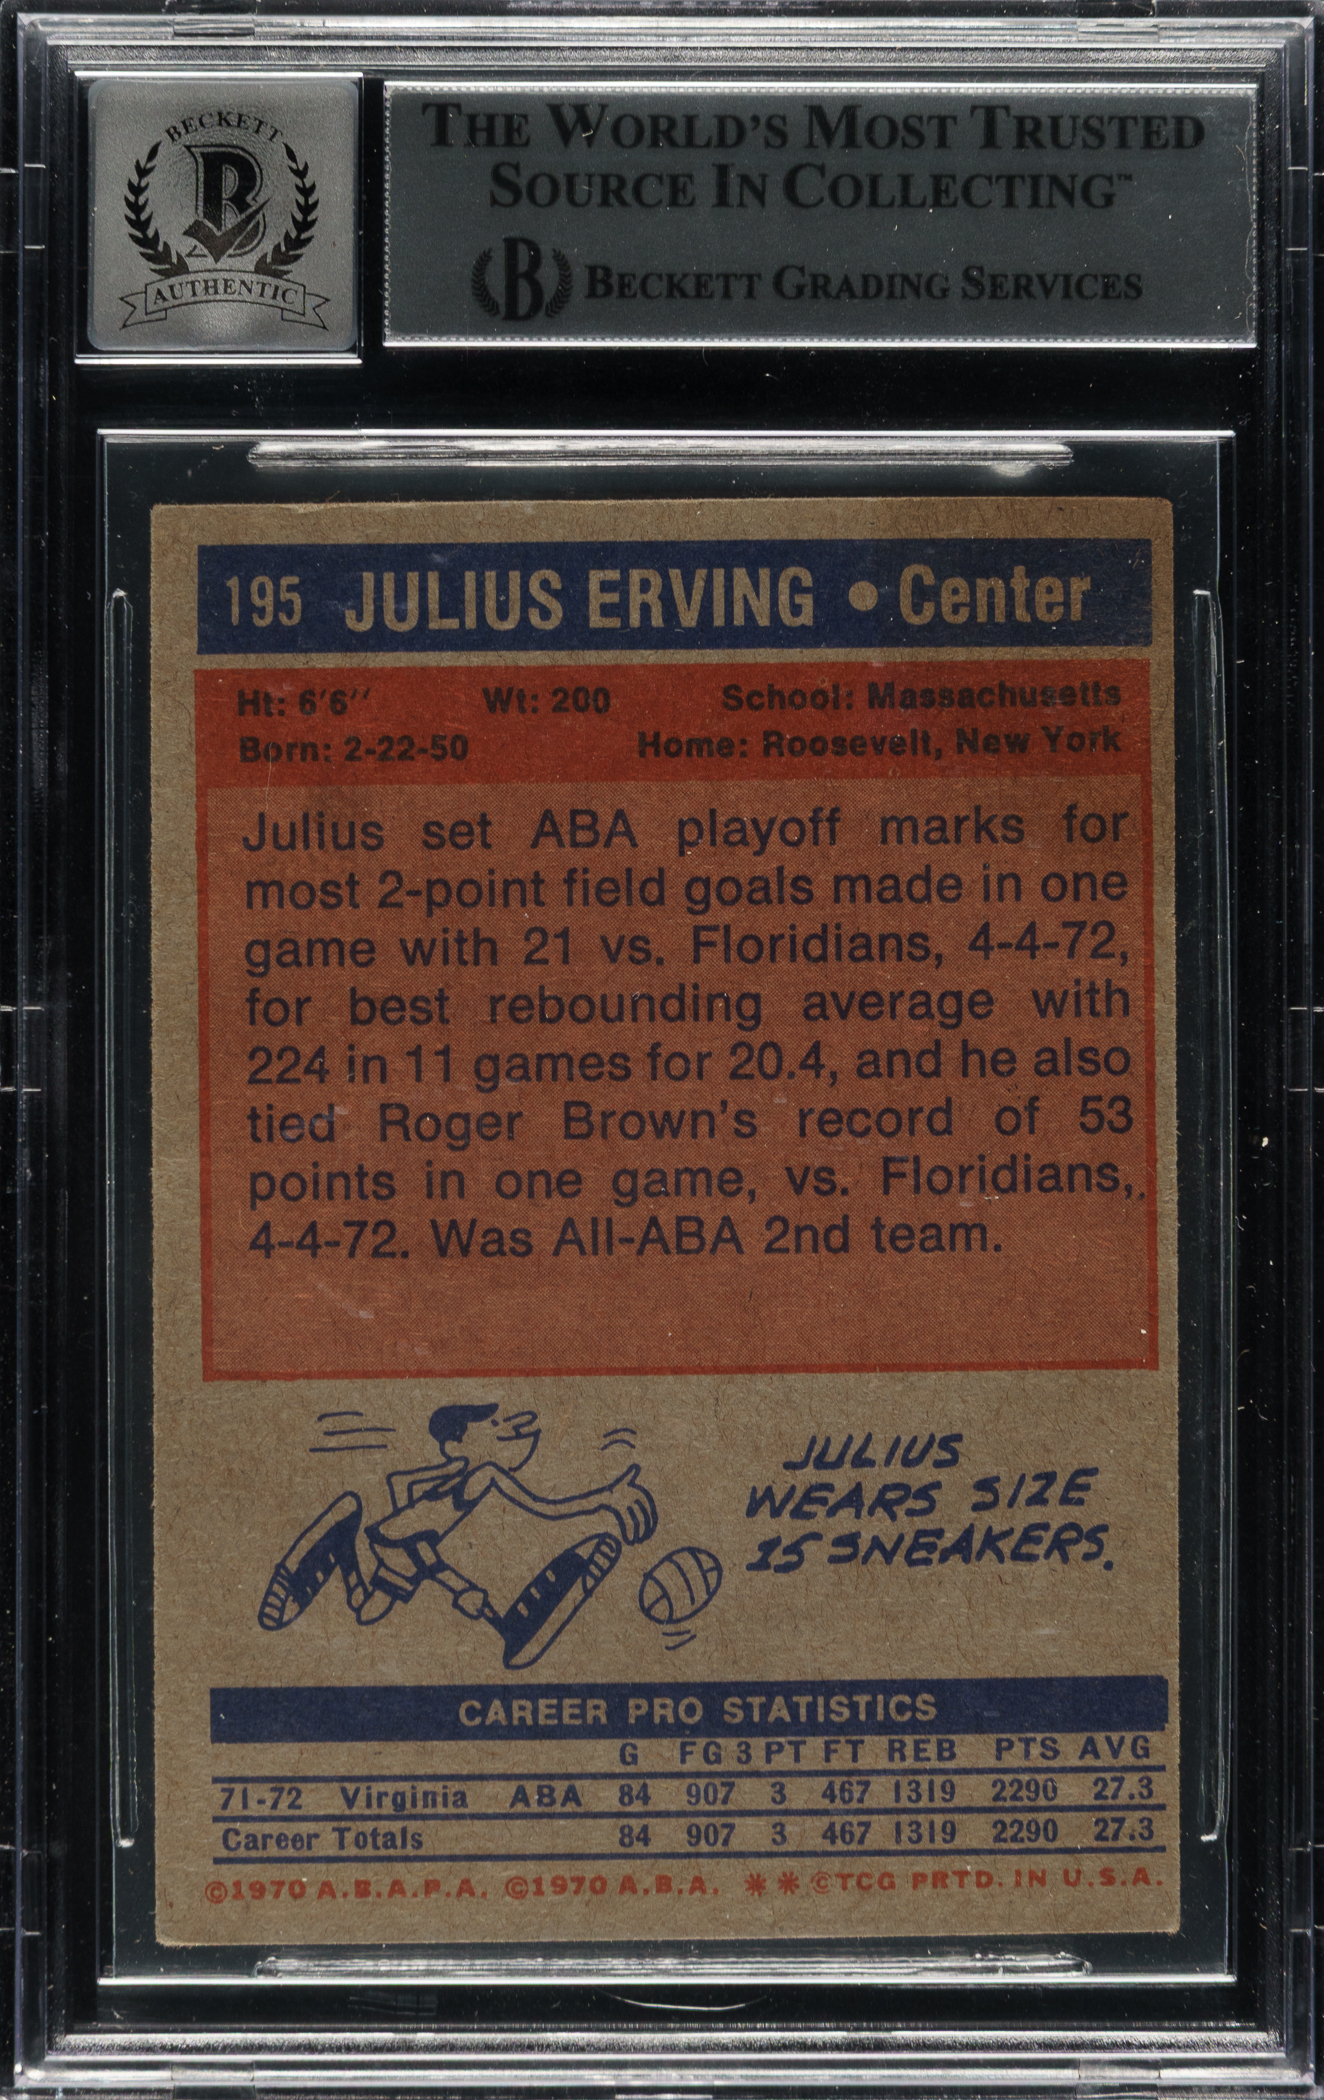 BECKETT
B
AUTHENTIC
THE WORLD'S MOST TRUSTED
SOURCE IN COLLECTING™
B BECKETT GRADING SERVICES
195 JULIUS ERVING • Center
Ht: 6'6" Wt: 200 School: Massachusetts
Born: 2-22-50 Home: Roosevelt, New York
Julius set ABA playoff marks for
most 2-point field goals made in one
game with 21 vs. Floridians, 4-4-72,
for best rebounding average with
224 in 11 games for 20.4, and he also
tied Roger Brown's record of 53
points in one game, vs. Floridians,.
4-4-72. Was All-ABA 2nd team.
JULIUS
WEARS SIZE
15 SNEAKERS.
CAREER PRO STATISTICS
G FG 3 PT FT REB PTS AVG
71-72 Virginia ABA 84 907 3 467 1319 2290 27.3
Career Totals 84 907 3 467 1319 2290 27.3
©1970 A.B.A.P.A. ©1970 A.B.A. ** ©TCG PRTD. IN U.S.A.